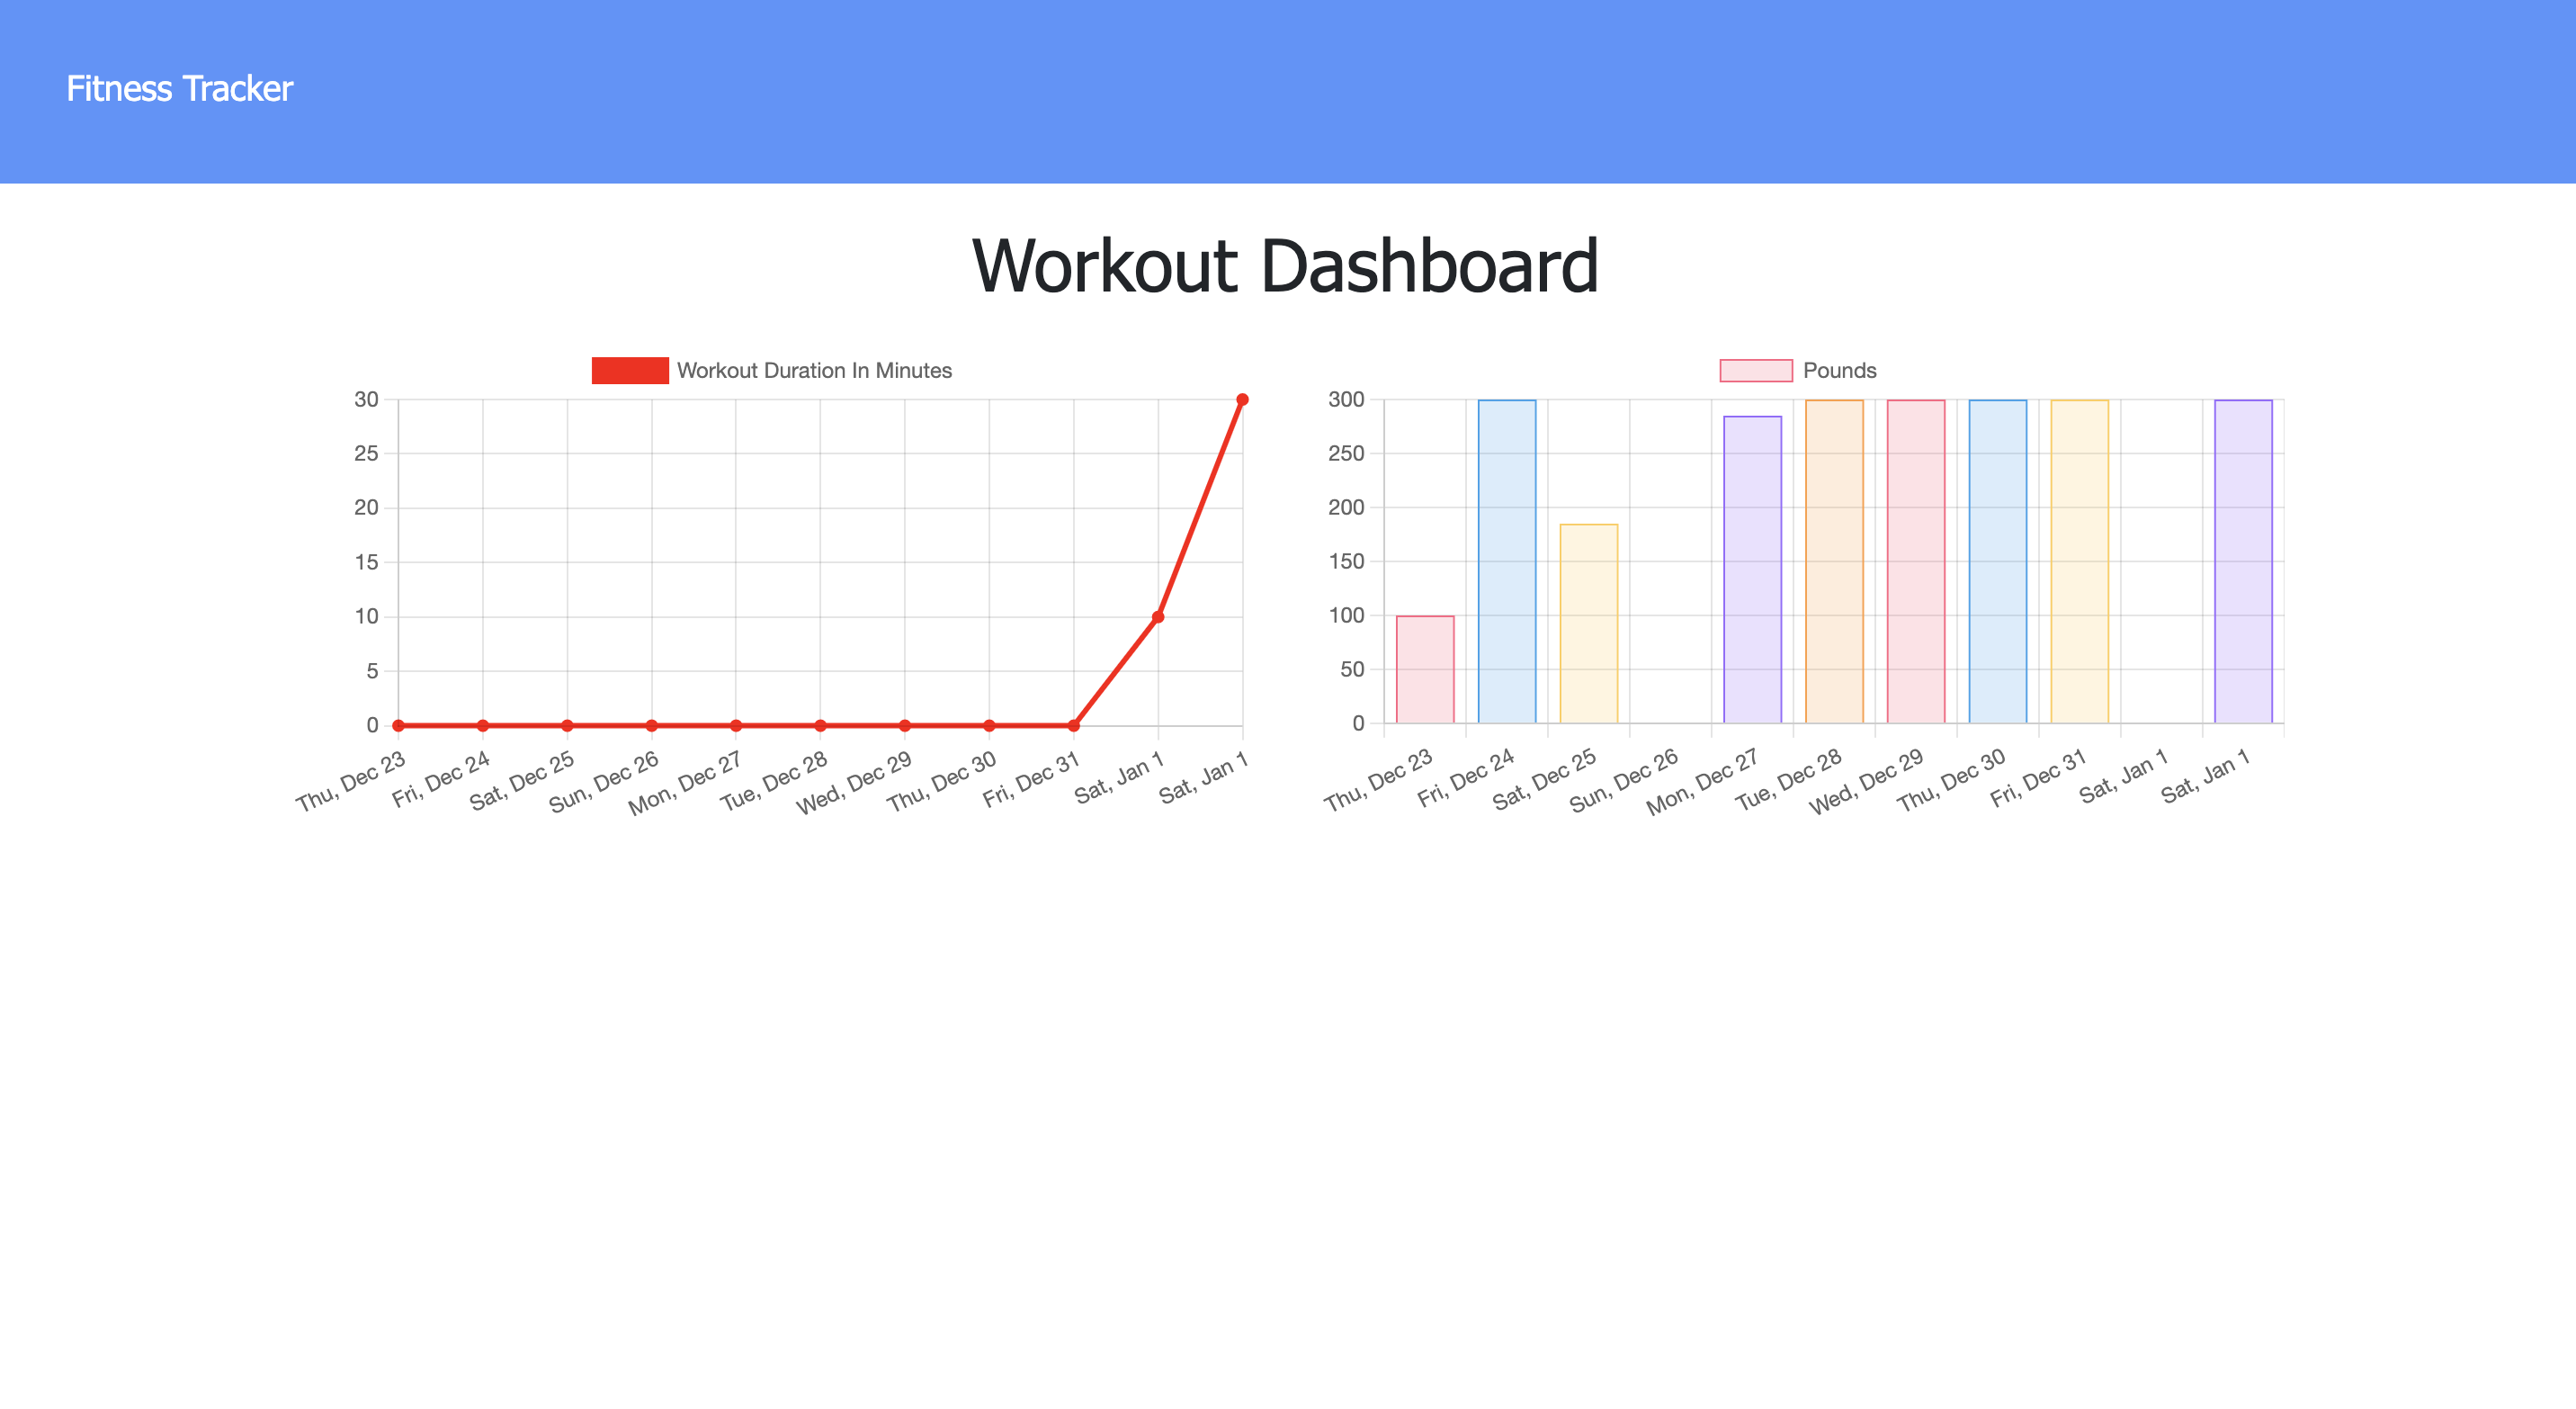 Fitness Tracker
Workout Dashboard
Workout Duration In Minutes
30
25
20
15
10
5
0
Thu, Dec 23
Fri, Dec 24
Sat, Dec 25
Sun, Dec 26
Mon, Dec 27
Tue, Dec 28
Wed, Dec 29
Thu, Dec 30
Fri, Dec 31
Sat, Jan 1
Sat, Jan 1
Pounds
300
250
200
150
100
50
0
Thu, Dec 23
Fri, Dec 24
Sat, Dec 25
Sun, Dec 26
Mon, Dec 27
Tue, Dec 28
Wed, Dec 29
Thu, Dec 30
Fri, Dec 31
Sat, Jan 1
Sat, Jan 1